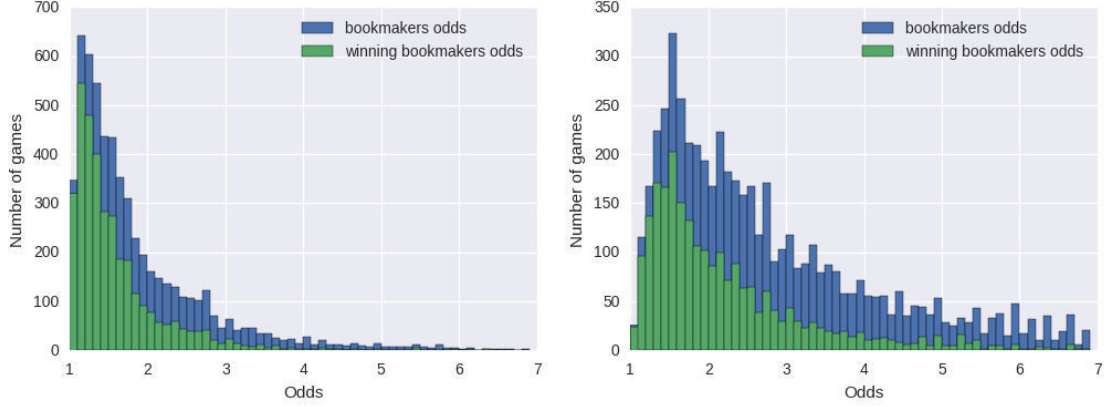 700
600
500
400
300
200
100
0
Number of games
bookmakers odds
winning bookmakers odds
1 2 3 4 5 6 7
Odds
350
300
250
200
150
100
50
0
Number of games
bookmakers odds
winning bookmakers odds
1 2 3 4 5 6 7
Odds